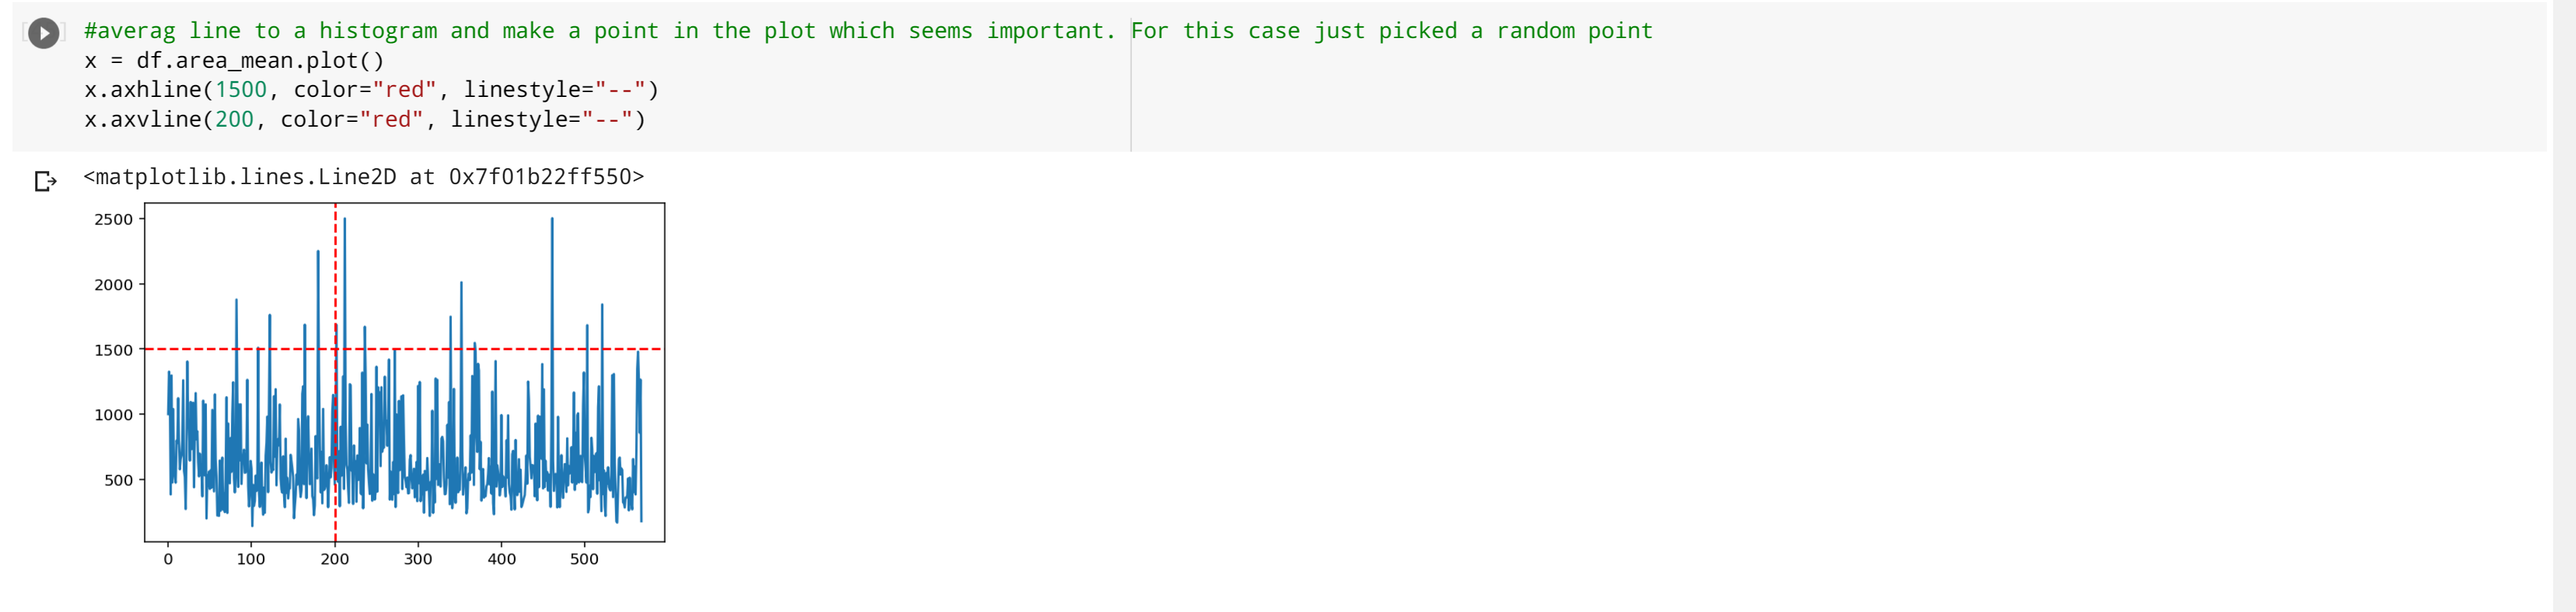 #averag line to a histogram and make a point in the plot which seems important. For this case just picked a random point
x = df.area_mean.plot()
x.axhline(1500, color="red", linestyle="--")
x.axvline(200, color="red", linestyle="--")
<matplotlib.lines.Line2D at 0x7f01b22ff550>
2500
2000
1500
1000
500
0 100 200 300 400 500